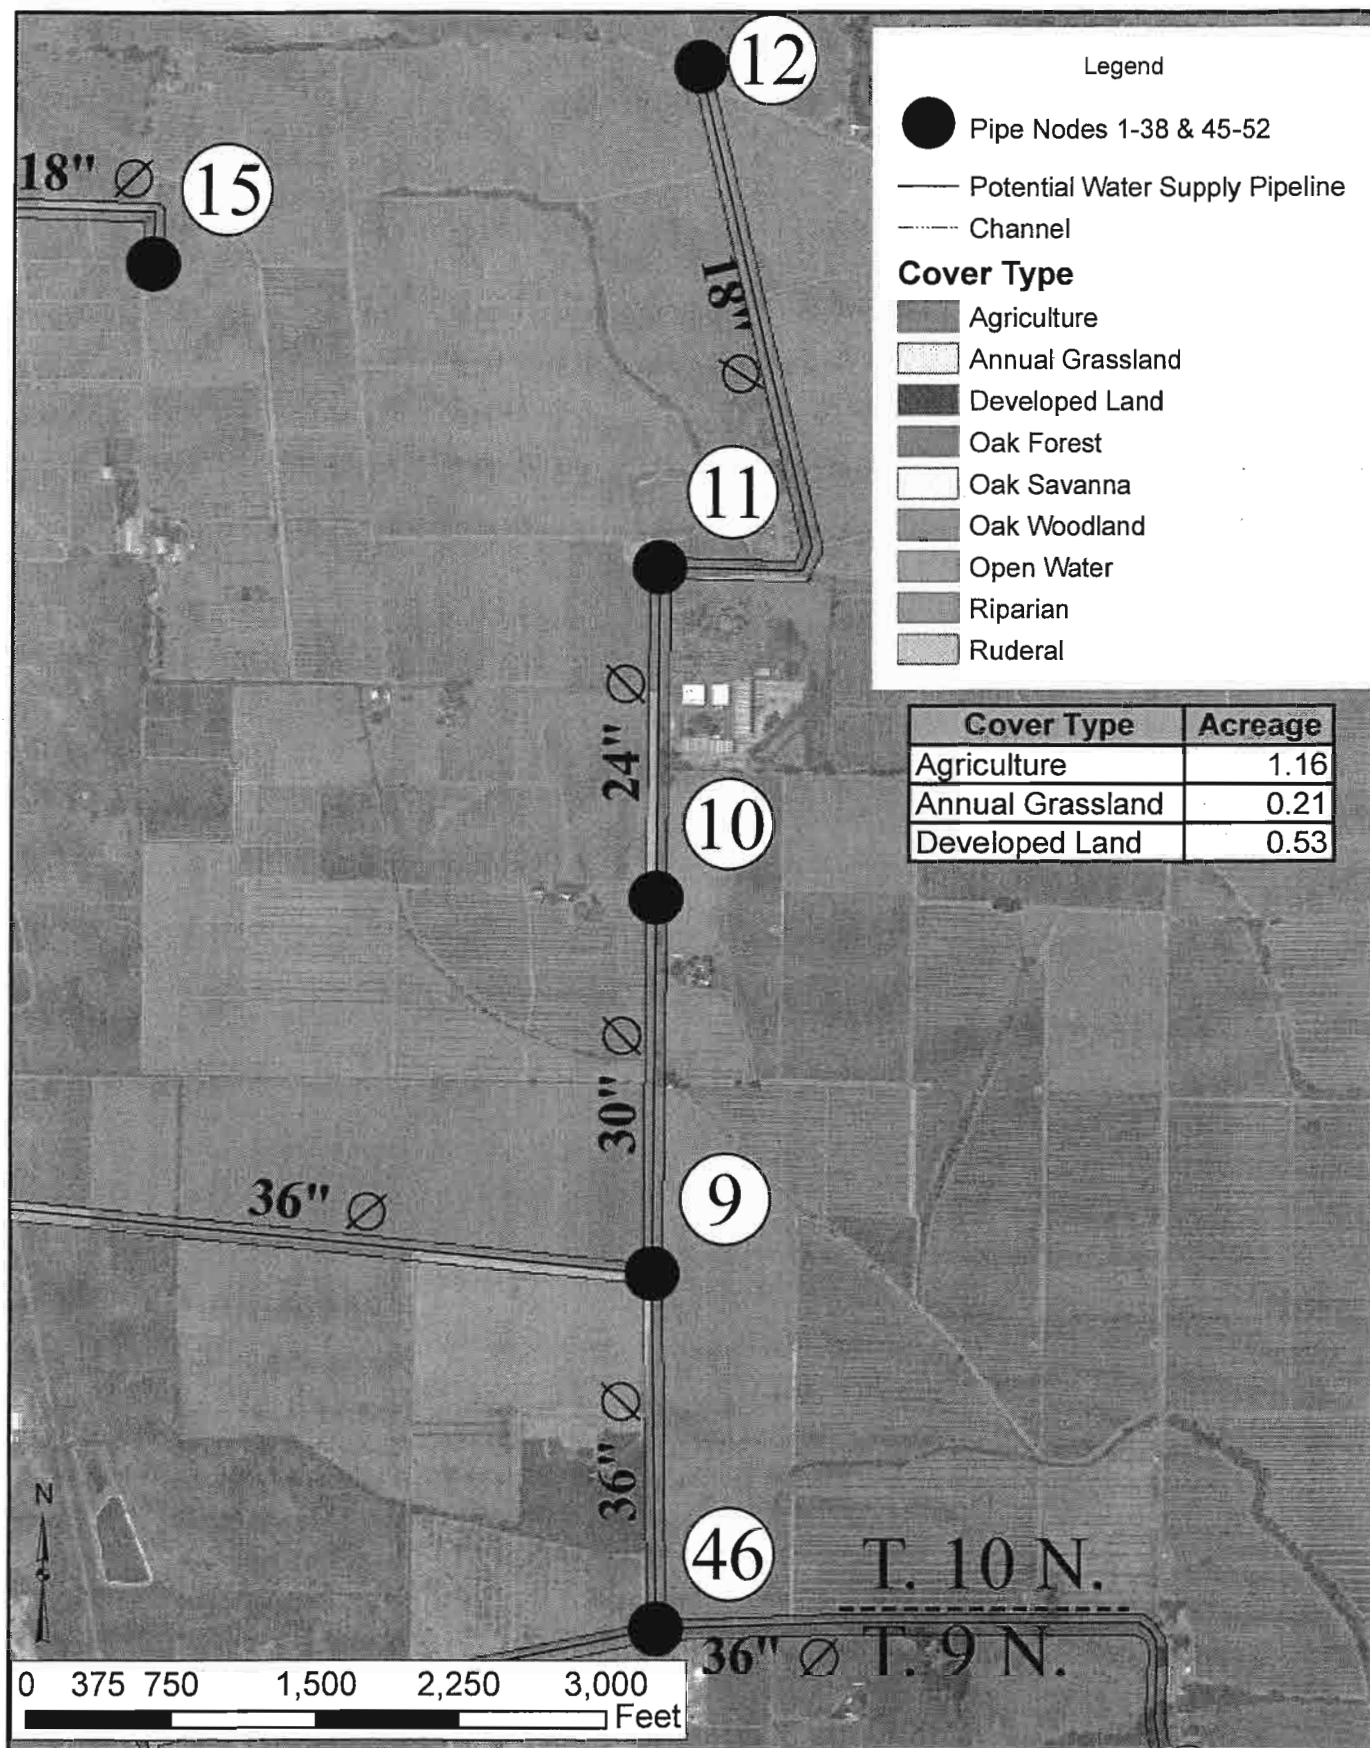 12
Legend
Pipe Nodes 1-38 & 45-52
Potential Water Supply Pipeline
Channel
Cover Type
Agriculture
Annual Grassland
Developed Land
Oak Forest
Oak Savanna
Oak Woodland
Open Water
Riparian
Ruderal
18" Ø
15
18" Ø
11
24" Ø
Cover Type Acreage
Agriculture 1.16
Annual Grassland 0.21
Developed Land 0.53
10
30" Ø
36" Ø
9
36" Ø
46
T. 10 N.
36" Ø T. 9 N.
N
0 375 750 1,500 2,250 3,000
Feet